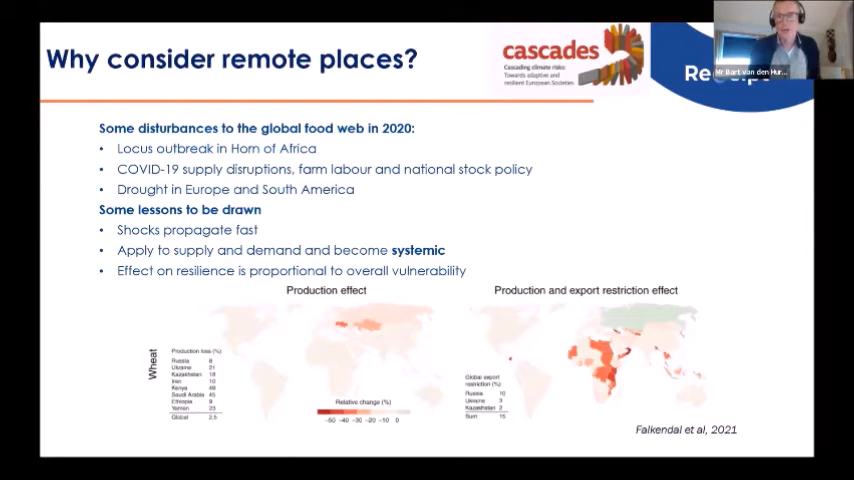 Why consider remote places?
cascades
Cascading climate risks:
Towards adaptive and
resilient European Societies
Mr Bart van den Hur...
Some disturbances to the global food web in 2020:
• Locus outbreak in Horn of Africa
• COVID-19 supply disruptions, farm labour and national stock policy
• Drought in Europe and South America
Some lessons to be drawn
• Shocks propagate fast
• Apply to supply and demand and become systemic
• Effect on resilience is proportional to overall vulnerability
Production effect
Production and export restriction effect
Wheat
Production loss (%)
Russia 8
Ukraine 21
Kazakhstan 18
Iran 10
Kenya 48
Saudi Arabia 45
Ethiopia 9
Yemen 23
Global 2.5
Relative change (%)
-50 -40 -30 -20 -10 0
Global export
restriction (%)
Russia 10
Ukraine 3
Kazakhstan 2
Sum 15
Falkendal et al, 2021